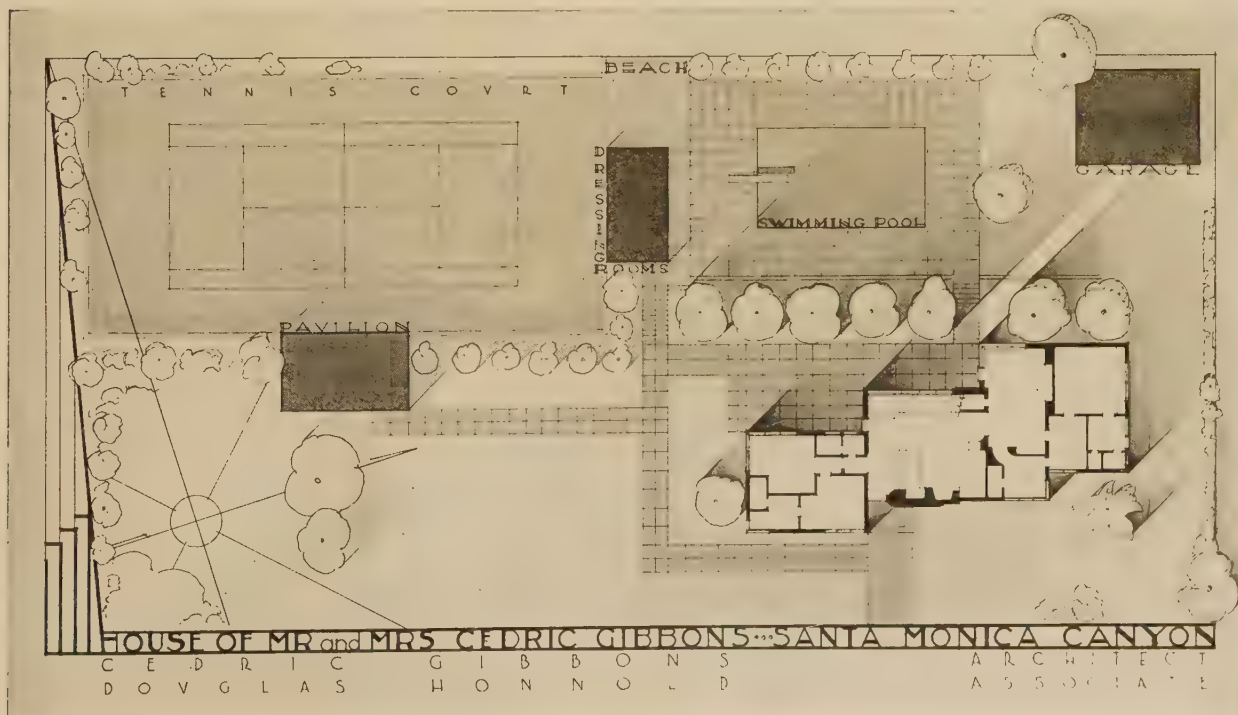 BEACH
TENNIS COVRT
DRESSING
ROOMS
SWIMMING POOL
GARAGE
PAVILION
HOUSE OF MR and MRS CEDRIC GIBBONS...SANTA MONICA CANYON
CEDRIC GIBBONS ARCHITECT
DOVGLAS HONNOLD ASSOCIATE